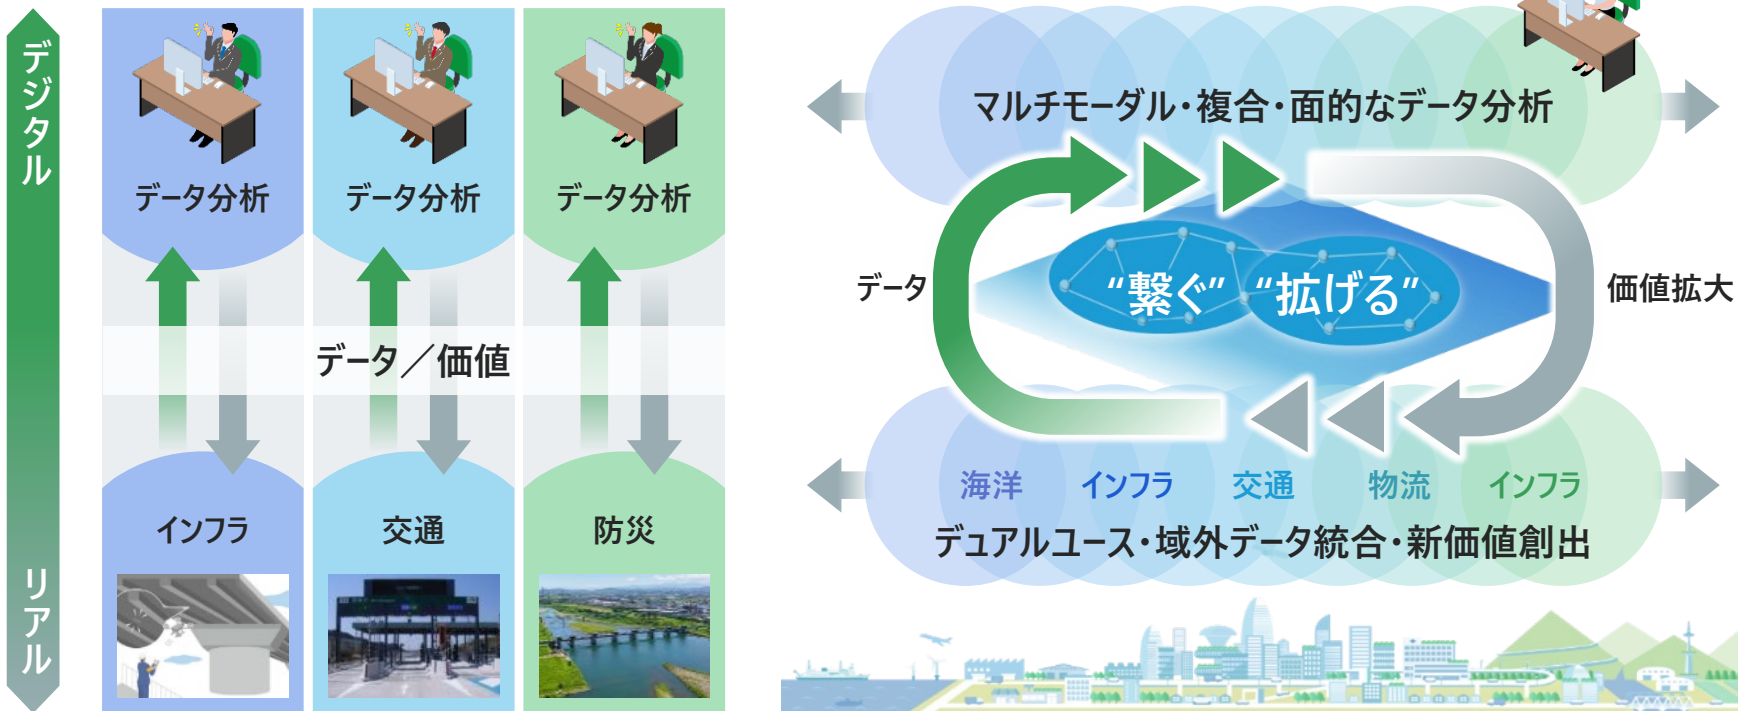 デジタル
リアル
データ分析
データ分析
データ分析
データ／価値
インフラ
交通
防災
マルチモーダル・複合・面的なデータ分析
データ
“繋ぐ” “拡げる”
価値拡大
海洋 インフラ 交通 物流 インフラ
デュアルユース・域外データ統合・新価値創出